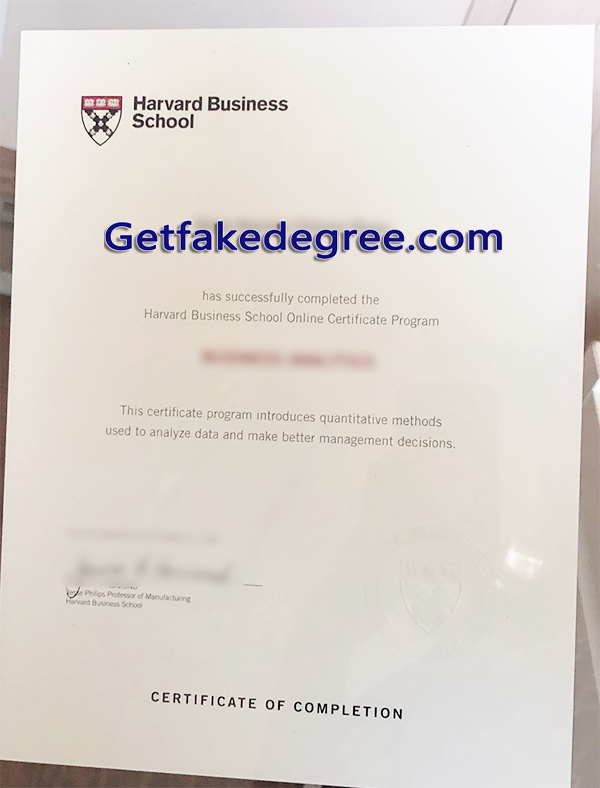 Harvard Business
School
Getfakedegree.com
has successfully completed the
Harvard Business School Online Certificate Program
BUSINESS ANALYTICS
This certificate program introduces quantitative methods
used to analyze data and make better management decisions.
Philips Professor of Manufacturing
Harvard Business School
CERTIFICATE OF COMPLETION